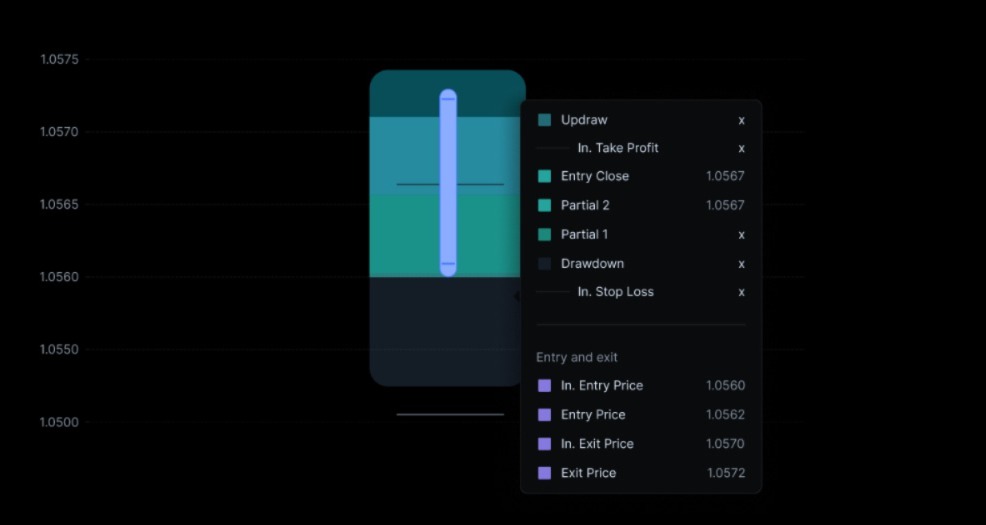 1.0575
1.0570
1.0565
1.0560
1.0550
1.0500
Updraw x
In. Take Profit x
Entry Close 1.0567
Partial 2 1.0567
Partial 1 x
Drawdown x
In. Stop Loss x
Entry and exit
In. Entry Price 1.0560
Entry Price 1.0562
In. Exit Price 1.0570
Exit Price 1.0572